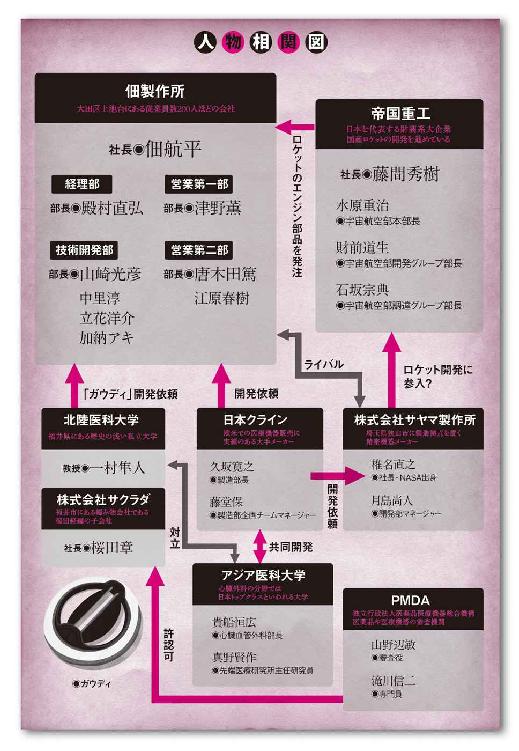 人物相関図
佃製作所
大田区上池台にある従業員数200人ほどの会社
社長◉佃航平
経理部
部長◉殿村直弘
営業第一部
部長◉津野薫
技術開発部
部長◉山崎光彦
中里淳
立花洋介
加納アキ
営業第二部
部長◉唐木田篤
江原春樹
ロケットのエンジン部品を発注
帝国重工
日本を代表する財閥系大企業
国産ロケットの開発を進めている
社長◉藤間秀樹
水原重治
◉宇宙航空部本部長
財前道生
◉宇宙航空部開発グループ部長
石坂宗典
◉宇宙航空部調達グループ部長
「ガウディ」開発依頼
開発依頼
ライバル
ロケット開発に
参入？
北陸医科大学
福井県にある歴史の浅い私立大学
教授◉一村隼人
株式会社サクラダ
福井市にある編み物会社である
桜田経編の子会社
社長◉桜田章
日本クライン
欧米での医療機器販売に
実績のある大手メーカー
久坂寛之
◉製造部長
藤堂保
◉製造部企画チームマネージャー
開発依頼
株式会社サヤマ製作所
埼玉県狭山市に製造拠点を置く
精密機器メーカー
椎名直之
◉社長・NASA出身
月島尚人
◉開発部マネージャー
対立
共同開発
アジア医科大学
心臓外科の分野では
日本トップクラスといわれる大学
貴船恒広
◉心臓血管外科部長
真野賢作
◉先端医療研究所主任研究員
許認可
PMDA
独立行政法人医薬品医療機器総合機構
医薬品や医療機器の審査機関
山野辺敏
◉審査役
滝川信二
◉専門員
◉ガウディ